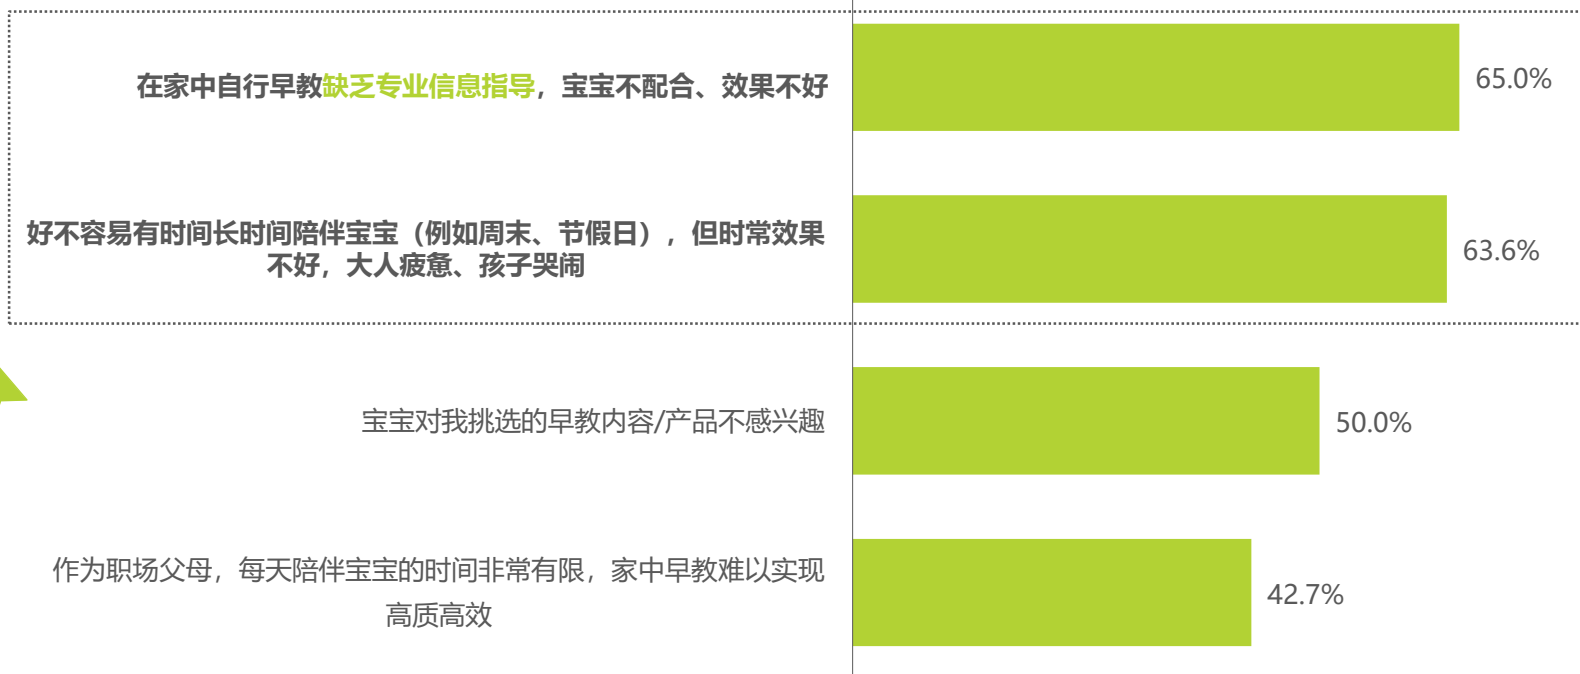 在家中自行早教缺乏专业信息指导，宝宝不配合、效果不好
65.0%
好不容易有时间长时间陪伴宝宝（例如周末、节假日），但时常效果
不好，大人疲惫、孩子哭闹
63.6%
宝宝对我挑选的早教内容/产品不感兴趣
50.0%
作为职场父母，每天陪伴宝宝的时间非常有限，家中早教难以实现
高质高效
42.7%